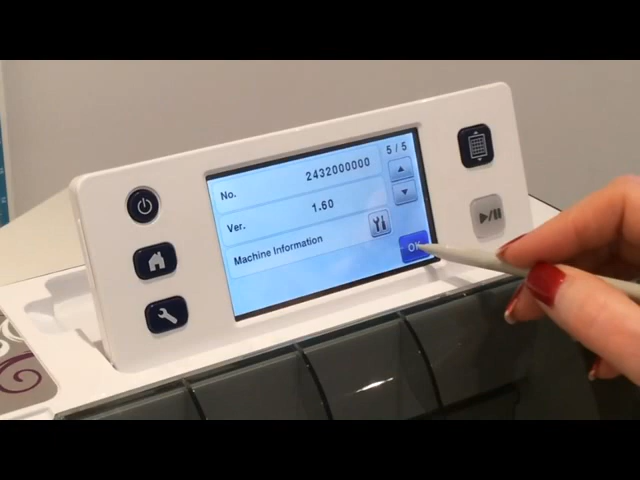 5 / 5
No. 2432000000
Ver. 1.60
Machine Information
OK